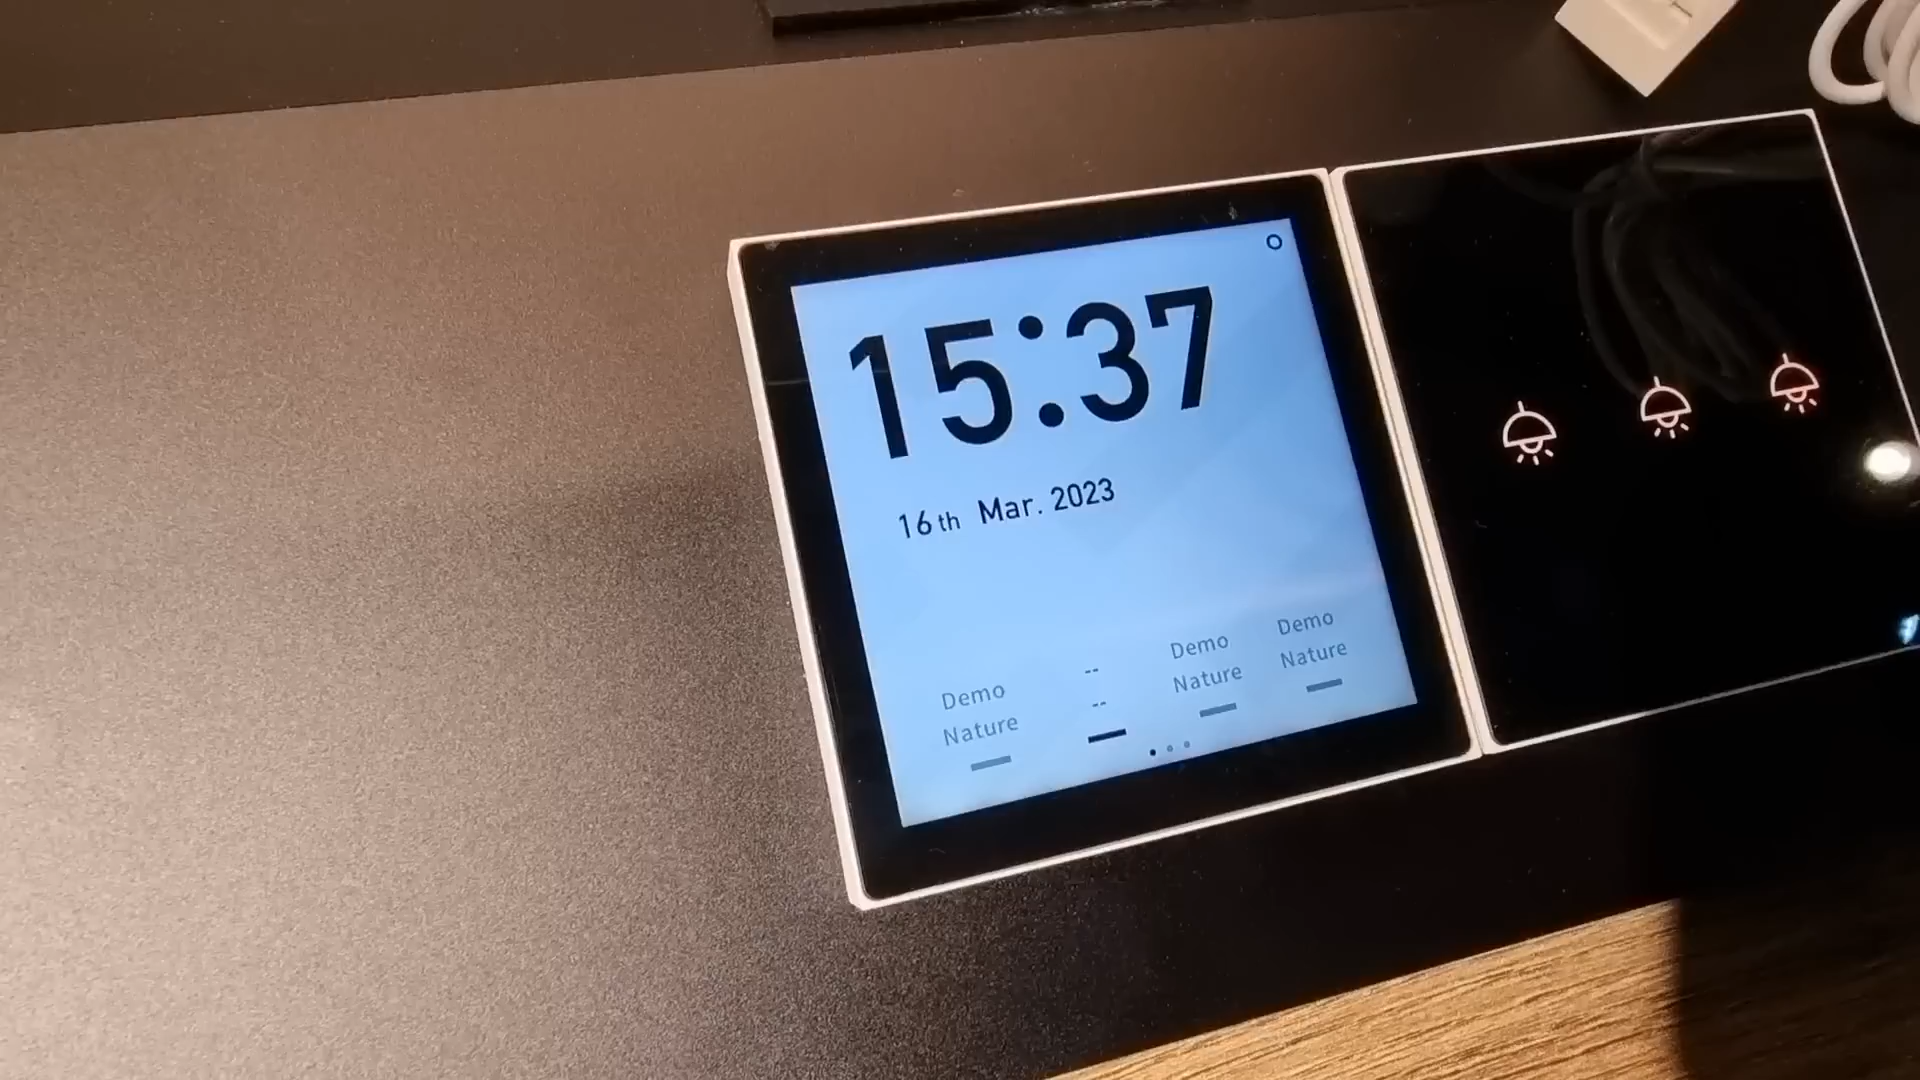 15:37
16th Mar. 2023
Demo
Nature
--
--
Demo
Nature
Demo
Nature